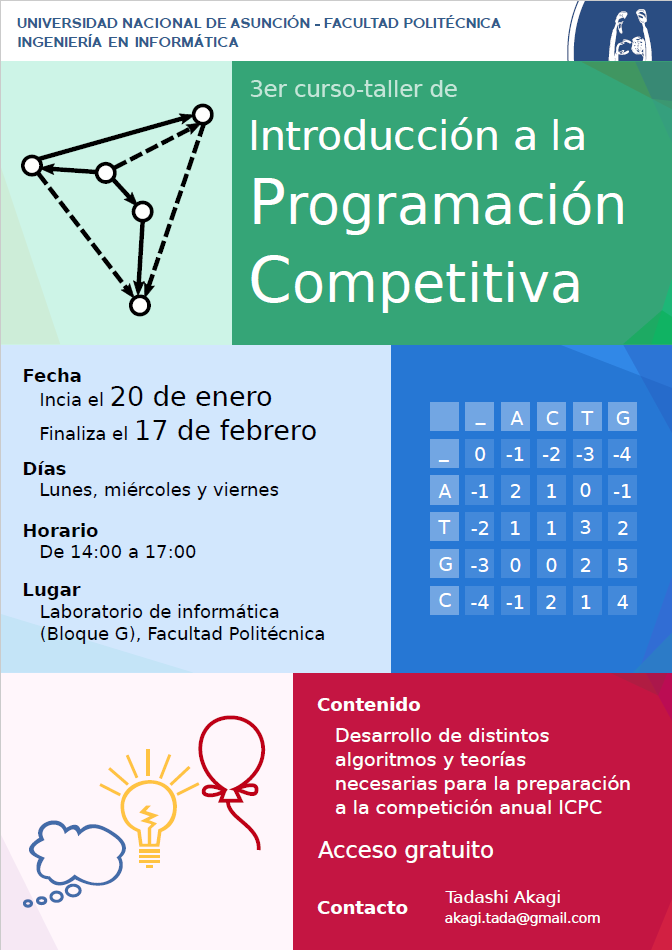 UNIVERSIDAD NACIONAL DE ASUNCIÓN - FACULTAD POLITÉCNICA
INGENIERÍA EN INFORMÁTICA
3er curso-taller de
Introducción a la
Programación
Competitiva
Fecha
Incia el 20 de enero
Finaliza el 17 de febrero
Días
Lunes, miércoles y viernes
Horario
De 14:00 a 17:00
Lugar
Laboratorio de informática
(Bloque G), Facultad Politécnica
_ A C T G
_ 0 -1 -2 -3 -4
A -1 2 1 0 -1
T -2 1 1 3 2
G -3 0 0 2 5
C -4 -1 2 1 4
Contenido
Desarrollo de distintos
algoritmos y teorías
necesarias para la preparación
a la competición anual ICPC
Acceso gratuito
Contacto
Tadashi Akagi
akagi.tada@gmail.com